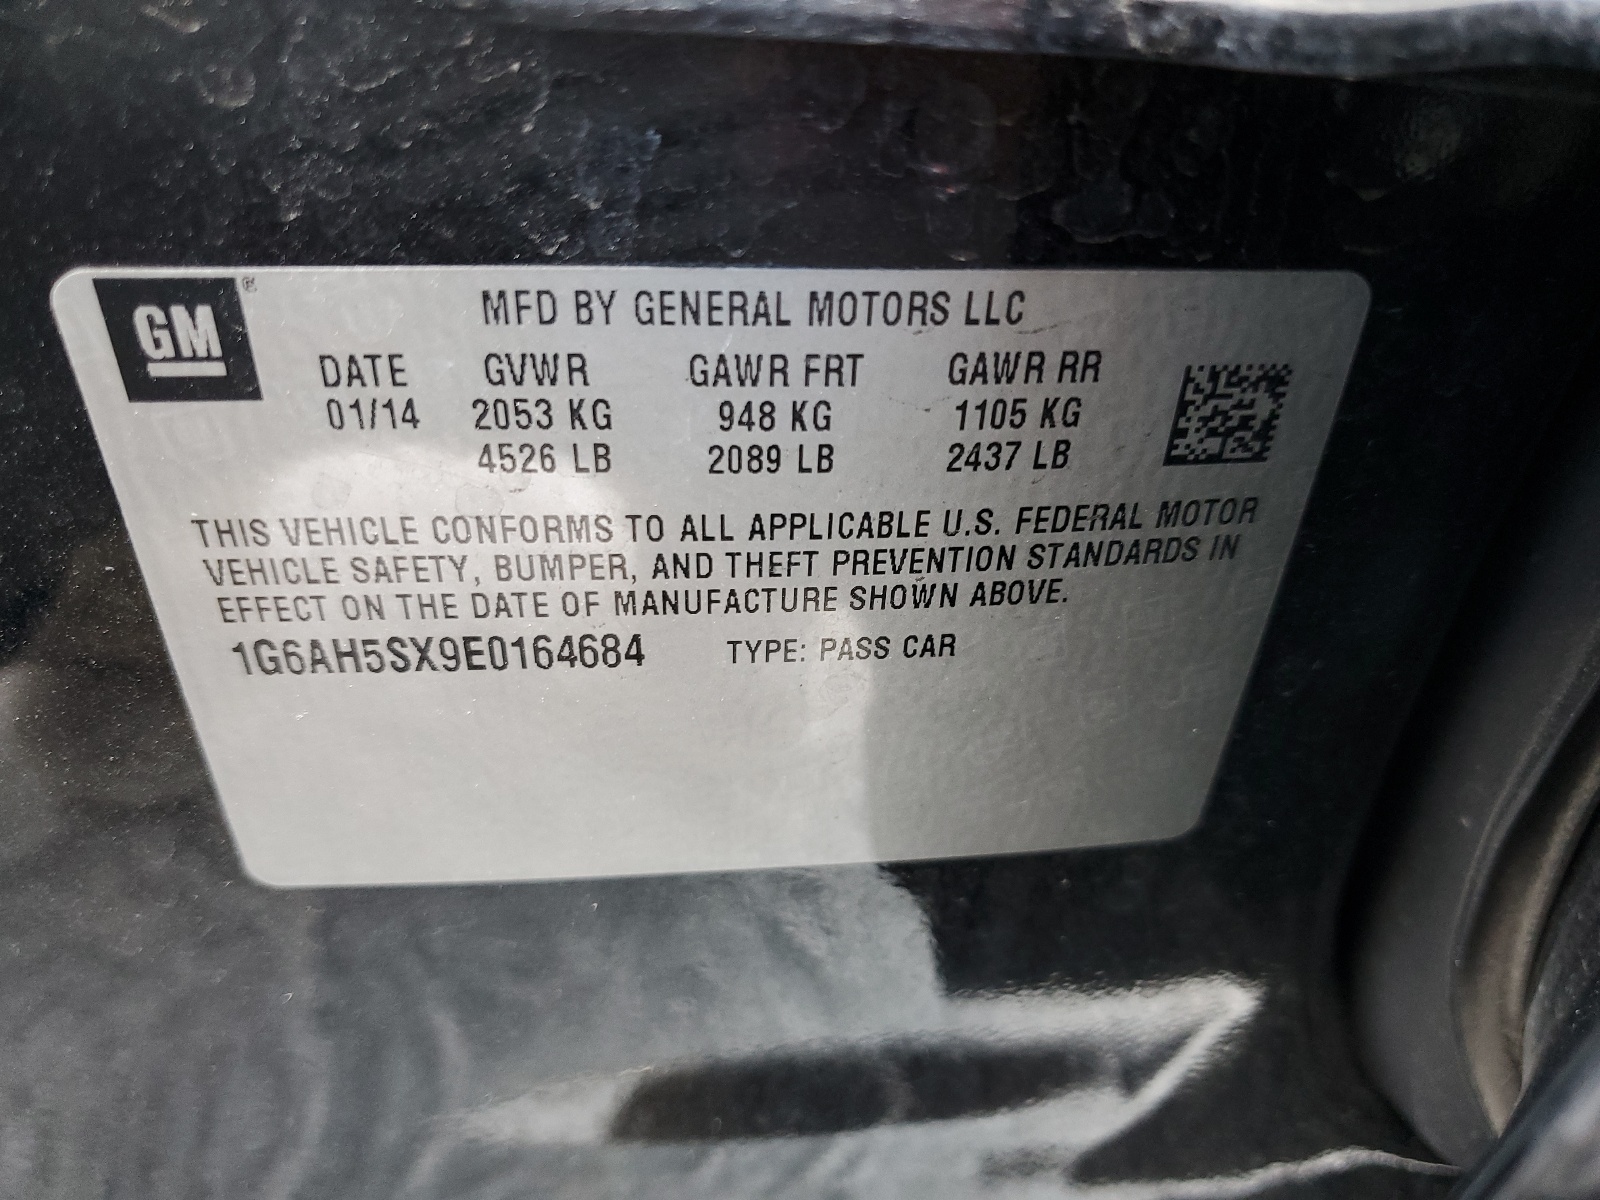 GM ®
MFD BY GENERAL MOTORS LLC
DATE GVWR GAWR FRT GAWR RR
01/14 2053 KG 948 KG 1105 KG
4526 LB 2089 LB 2437 LB
THIS VEHICLE CONFORMS TO ALL APPLICABLE U.S. FEDERAL MOTOR
VEHICLE SAFETY, BUMPER, AND THEFT PREVENTION STANDARDS IN
EFFECT ON THE DATE OF MANUFACTURE SHOWN ABOVE.
1G6AH5SX9E0164684 TYPE: PASS CAR